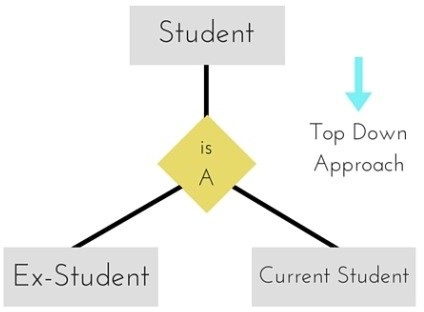 Student
is
A
Top Down
Approach
Ex-Student
Current Student